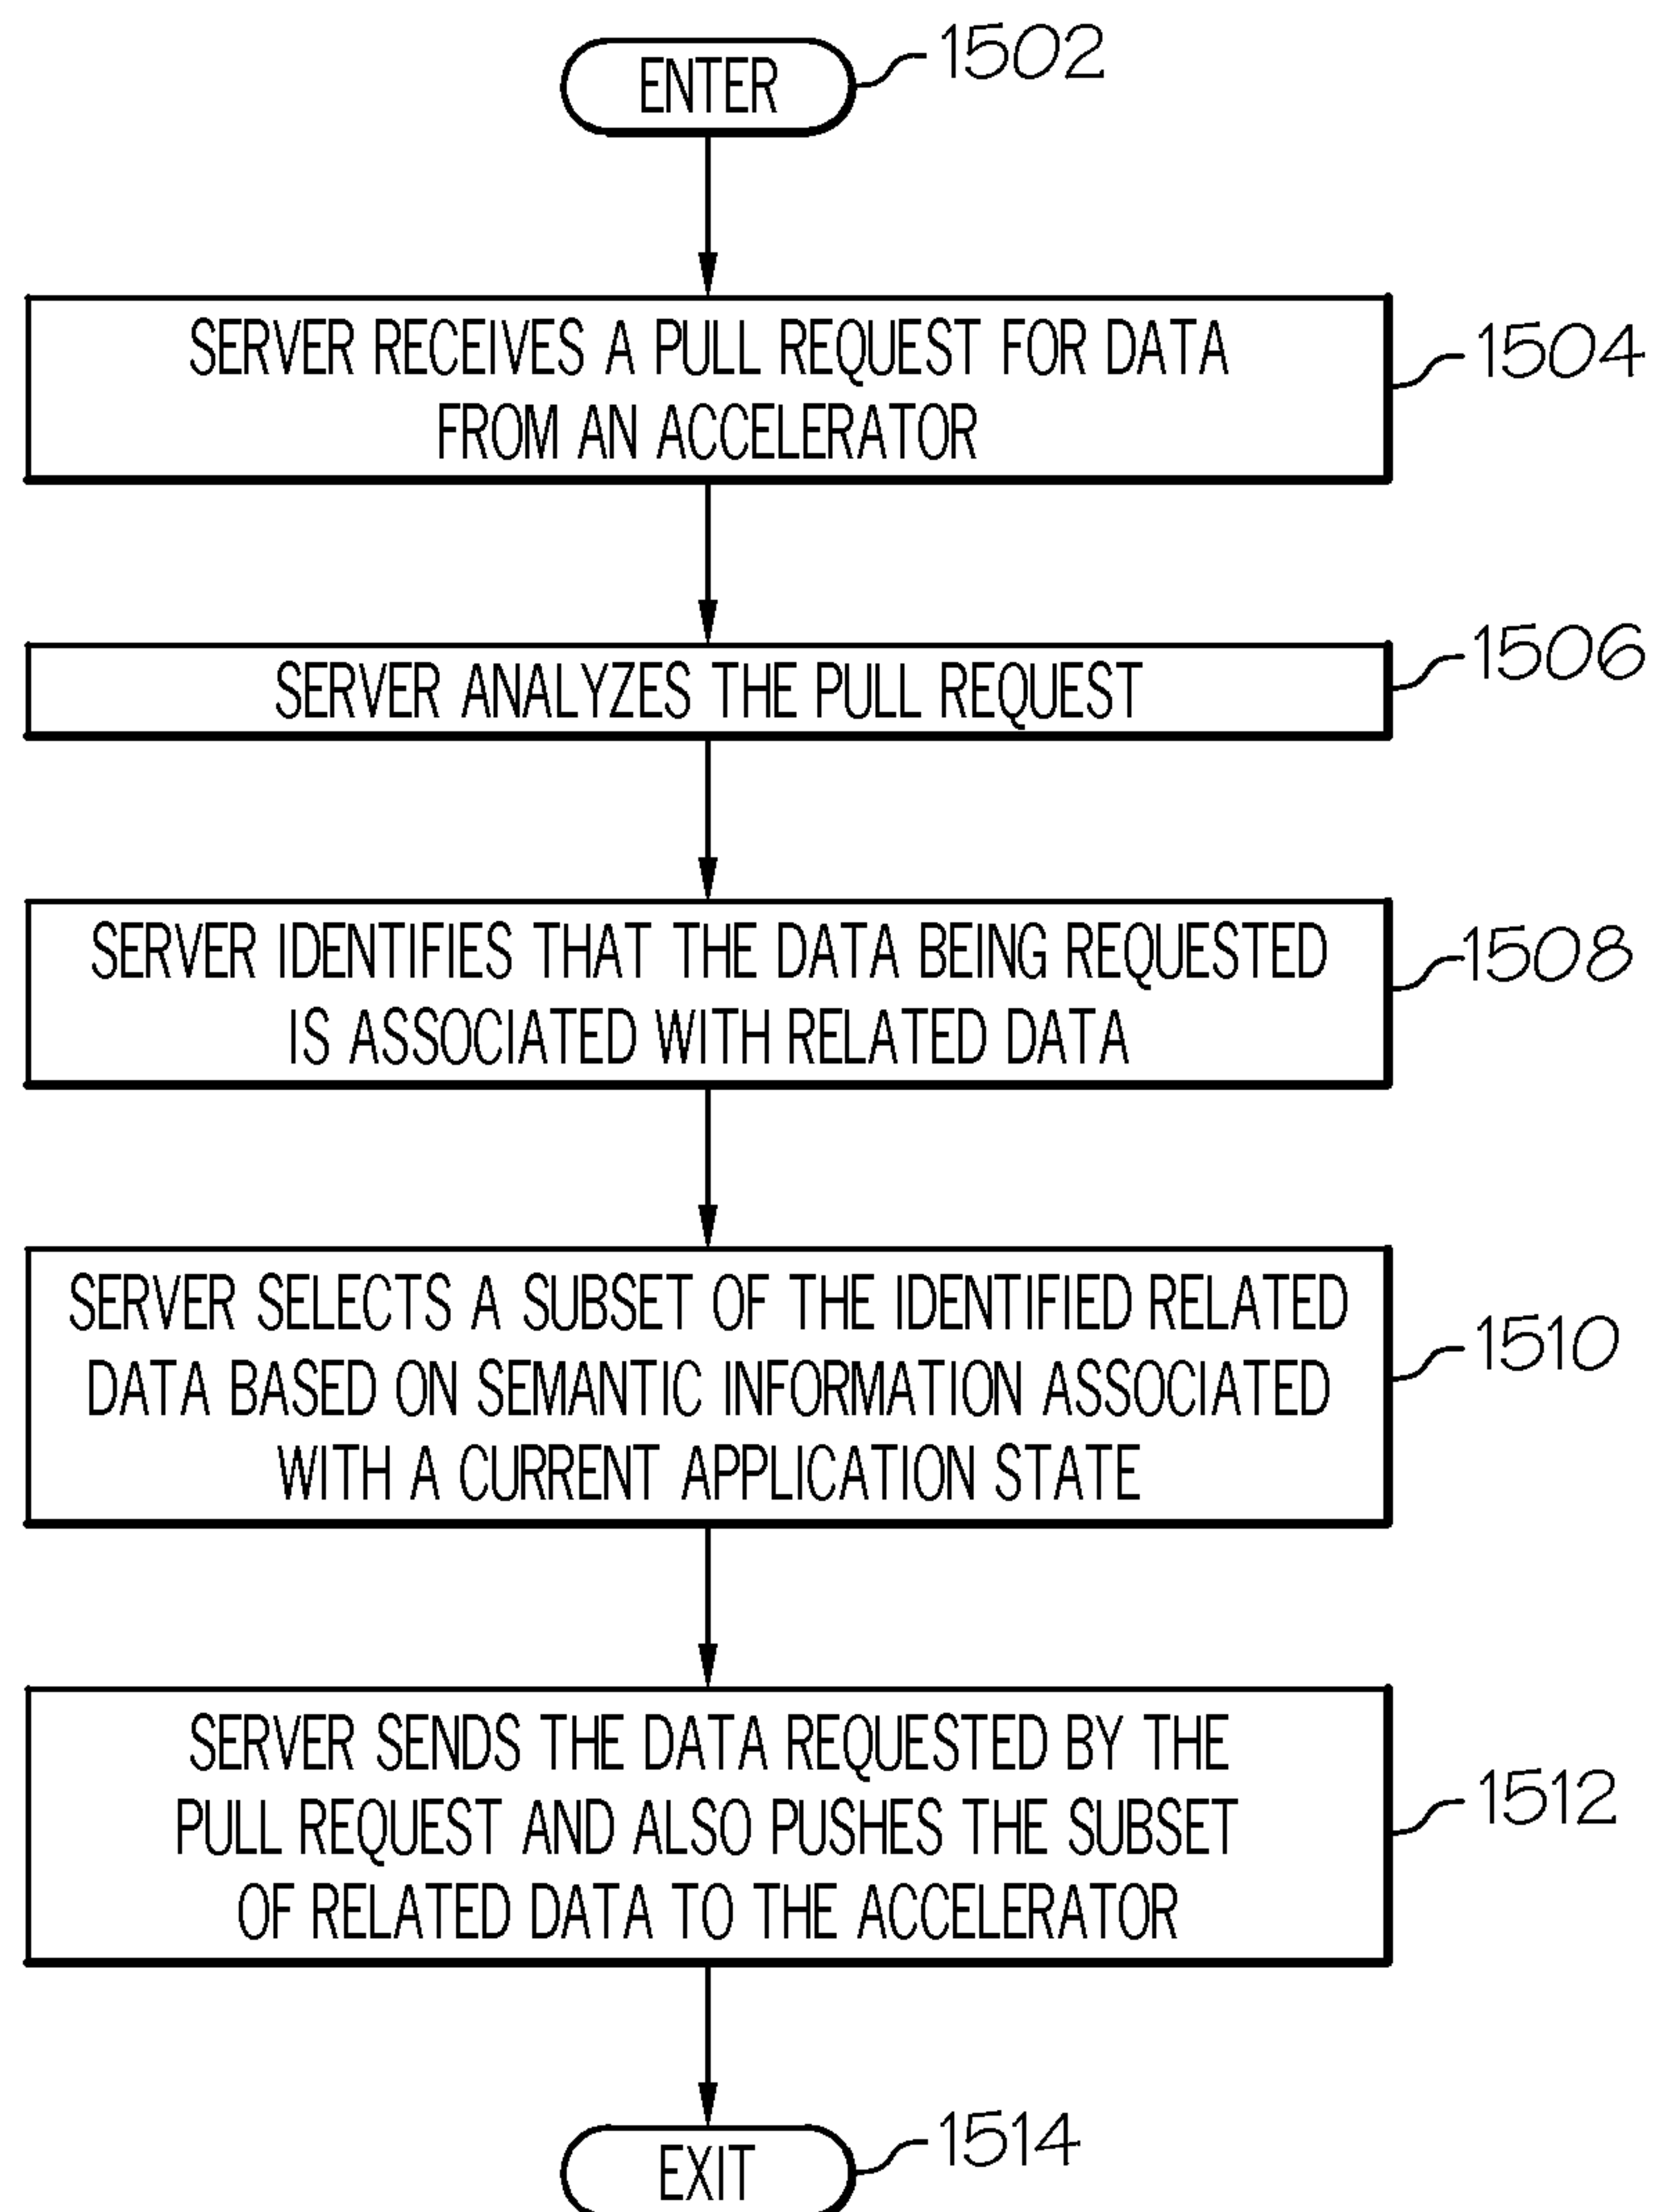 ENTER
1502
SERVER RECEIVES A PULL REQUEST FOR DATA
FROM AN ACCELERATOR
1504
SERVER ANALYZES THE PULL REQUEST
1506
SERVER IDENTIFIES THAT THE DATA BEING REQUESTED
IS ASSOCIATED WITH RELATED DATA
1508
SERVER SELECTS A SUBSET OF THE IDENTIFIED RELATED
DATA BASED ON SEMANTIC INFORMATION ASSOCIATED
WITH A CURRENT APPLICATION STATE
1510
SERVER SENDS THE DATA REQUESTED BY THE
PULL REQUEST AND ALSO PUSHES THE SUBSET
OF RELATED DATA TO THE ACCELERATOR
1512
EXIT
1514